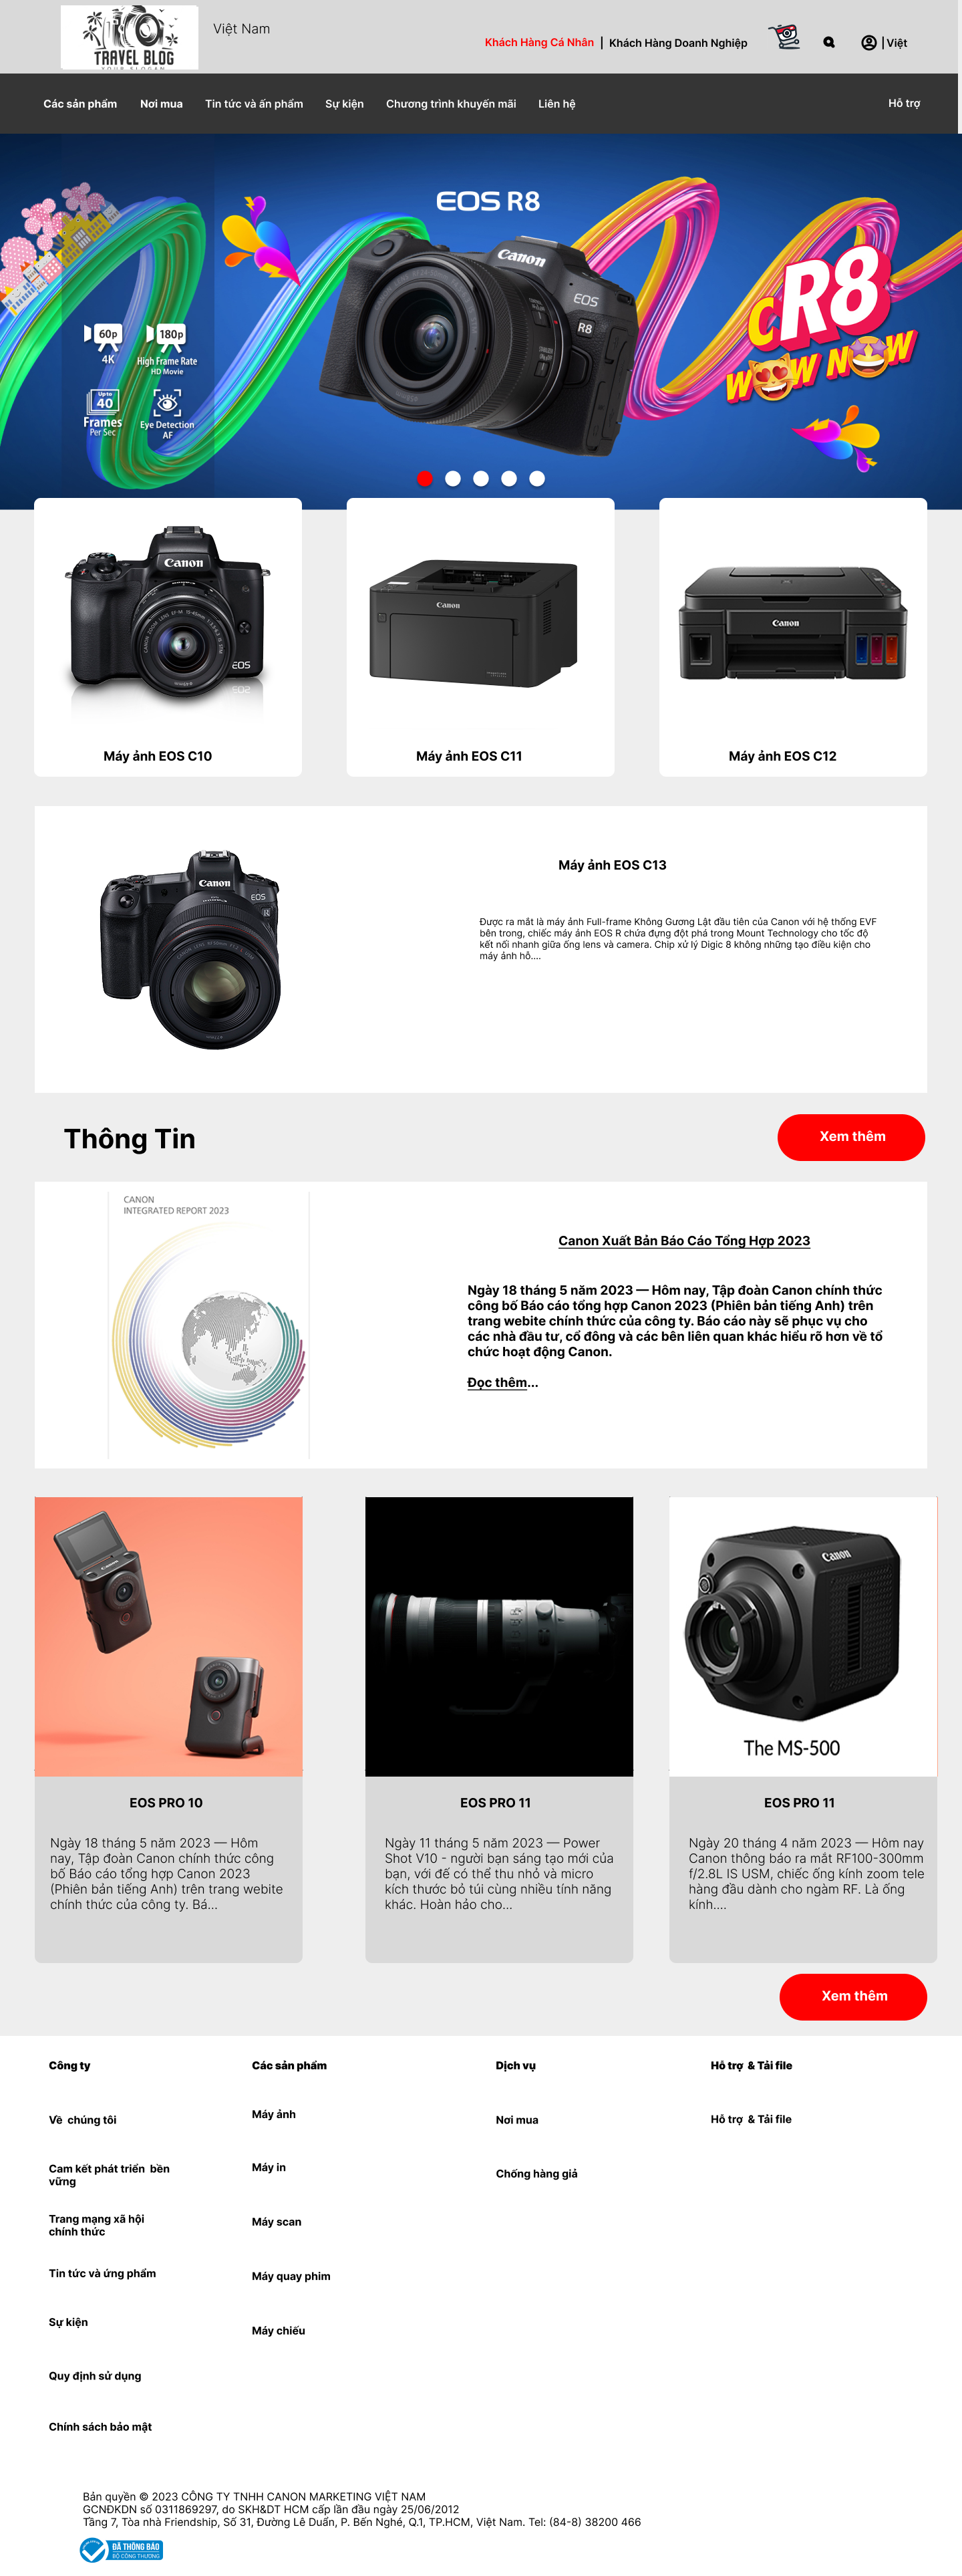 TRAVEL BLOG
YOUR SLOGAN
Việt Nam
Khách Hàng Cá Nhân | Khách Hàng Doanh Nghiệp
|Việt
Các sản phẩm
Nơi mua
Tin tức và ấn phẩm
Sự kiện
Chương trình khuyến mãi
Liên hệ
Hỗ trợ
EOS R8
60p
4K
180p
High Frame Rate
HD Movie
Up to
40
Frames
Per Sec
Eye Detection
AF
Canon
EOS
R8
CR8
WOW NOW
Canon
CANON ZOOM LENS EF-M 15-45mm
EOS
Máy ảnh EOS C10
Canon
Máy ảnh EOS C11
Canon
Máy ảnh EOS C12
Canon
EOS
R
Máy ảnh EOS C13
Được ra mắt là máy ảnh Full-frame Không Gương Lật đầu tiên của Canon với hệ thống EVF
bên trong, chiếc máy ảnh EOS R chứa đựng đột phá trong Mount Technology cho tốc độ
kết nối nhanh giữa ống lens và camera. Chip xử lý Digic 8 không những tạo điều kiện cho
máy ảnh hỗ....
Thông Tin
Xem thêm
CANON
INTEGRATED REPORT 2023
Canon Xuất Bản Báo Cáo Tổng Hợp 2023
Ngày 18 tháng 5 năm 2023 — Hôm nay, Tập đoàn Canon chính thức
công bố Báo cáo tổng hợp Canon 2023 (Phiên bản tiếng Anh) trên
trang webite chính thức của công ty. Báo cáo này sẽ phục vụ cho
các nhà đầu tư, cổ đông và các bên liên quan khác hiểu rõ hơn về tổ
chức hoạt động Canon.
Đọc thêm...
Canon
The MS-500
EOS PRO 10
Ngày 18 tháng 5 năm 2023 — Hôm
nay, Tập đoàn Canon chính thức công
bố Báo cáo tổng hợp Canon 2023
(Phiên bản tiếng Anh) trên trang webite
chính thức của công ty. Bá...
EOS PRO 11
Ngày 11 tháng 5 năm 2023 — Power
Shot V10 - người bạn sáng tạo mới của
bạn, với đế có thể thu nhỏ và micro
kích thước bỏ túi cùng nhiều tính năng
khác. Hoàn hảo cho...
EOS PRO 11
Ngày 20 tháng 4 năm 2023 — Hôm nay
Canon thông báo ra mắt RF100-300mm
f/2.8L IS USM, chiếc ống kính zoom tele
hàng đầu dành cho ngàm RF. Là ống
kính....
Xem thêm
Công ty
Về chúng tôi
Cam kết phát triển bền
vững
Trang mạng xã hội
chính thức
Tin tức và ứng phẩm
Sự kiện
Quy định sử dụng
Chính sách bảo mật
Các sản phẩm
Máy ảnh
Máy in
Máy scan
Máy quay phim
Máy chiếu
Dịch vụ
Nơi mua
Chống hàng giả
Hỗ trợ & Tải file
Hỗ trợ & Tải file
Bản quyền © 2023 CÔNG TY TNHH CANON MARKETING VIỆT NAM
GCNĐKDN số 0311869297, do SKH&DT HCM cấp lần đầu ngày 25/06/2012
Tầng 7, Tòa nhà Friendship, Số 31, Đường Lê Duẩn, P. Bến Nghé, Q.1, TP.HCM, Việt Nam. Tel: (84-8) 38200 466
ĐÃ THÔNG BÁO
BỘ CÔNG THƯƠNG